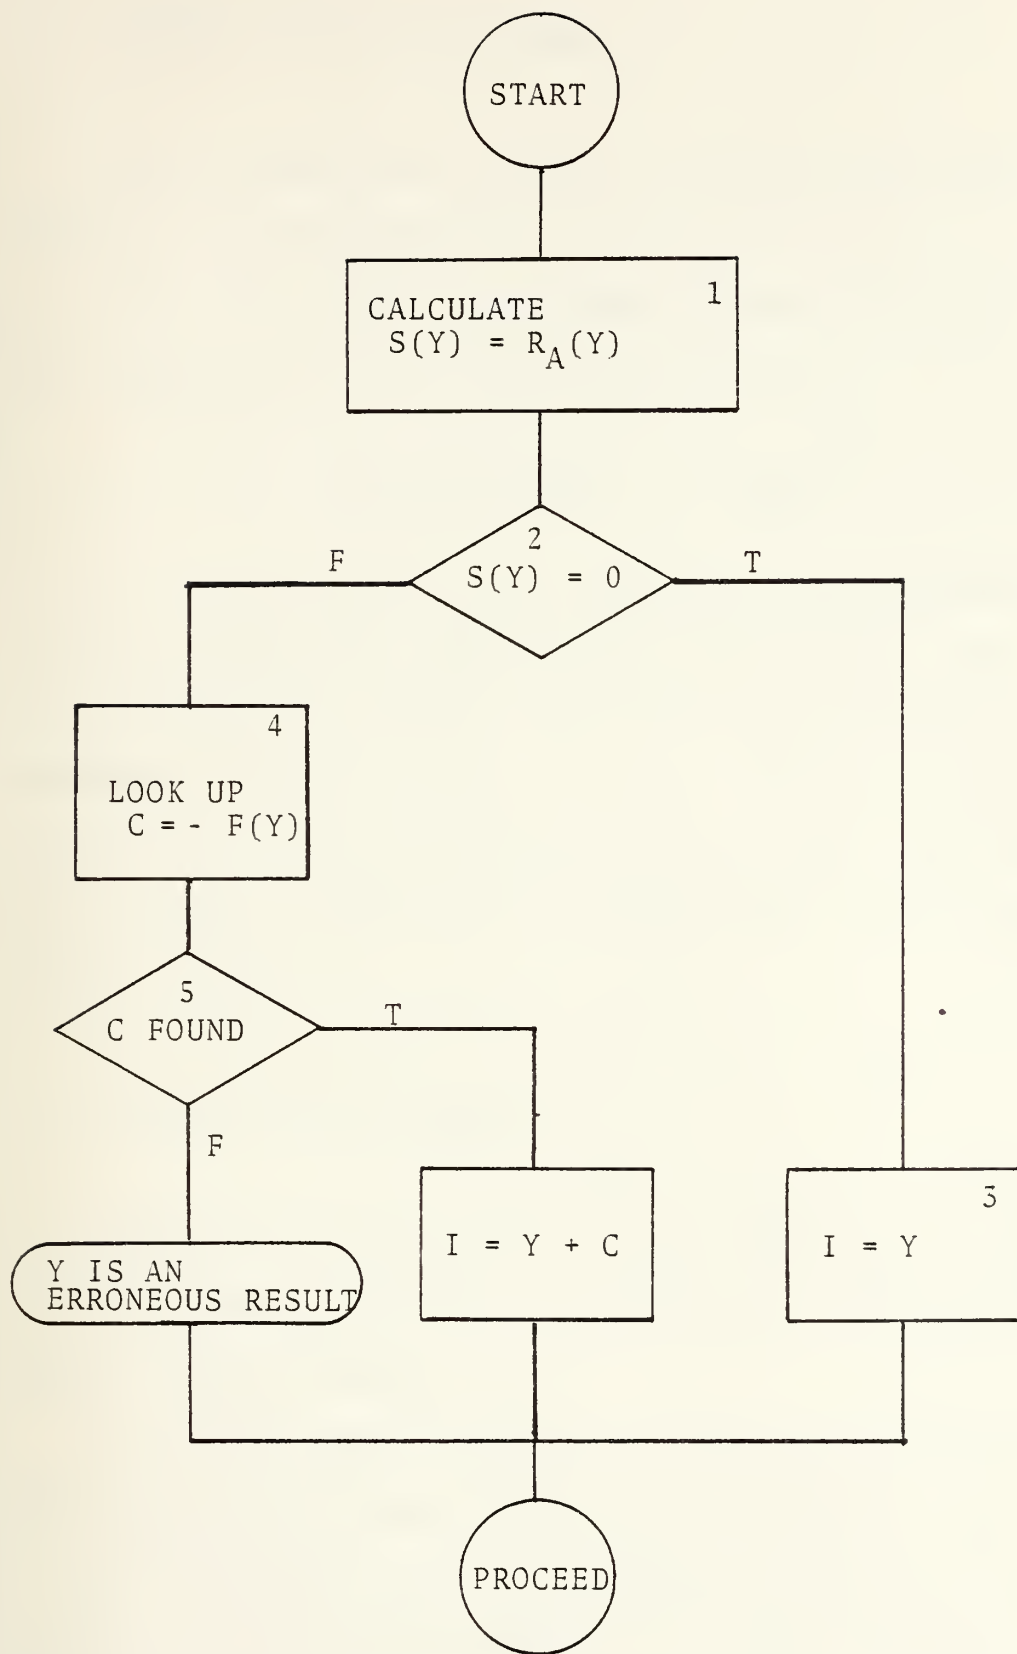 START
1
CALCULATE
S(Y) = R_A(Y)
2
S(Y) = 0
F
T
4
LOOK UP
C = - F(Y)
5
C FOUND
T
F
I = Y + C
3
I = Y
Y IS AN
ERRONEOUS RESULT
PROCEED